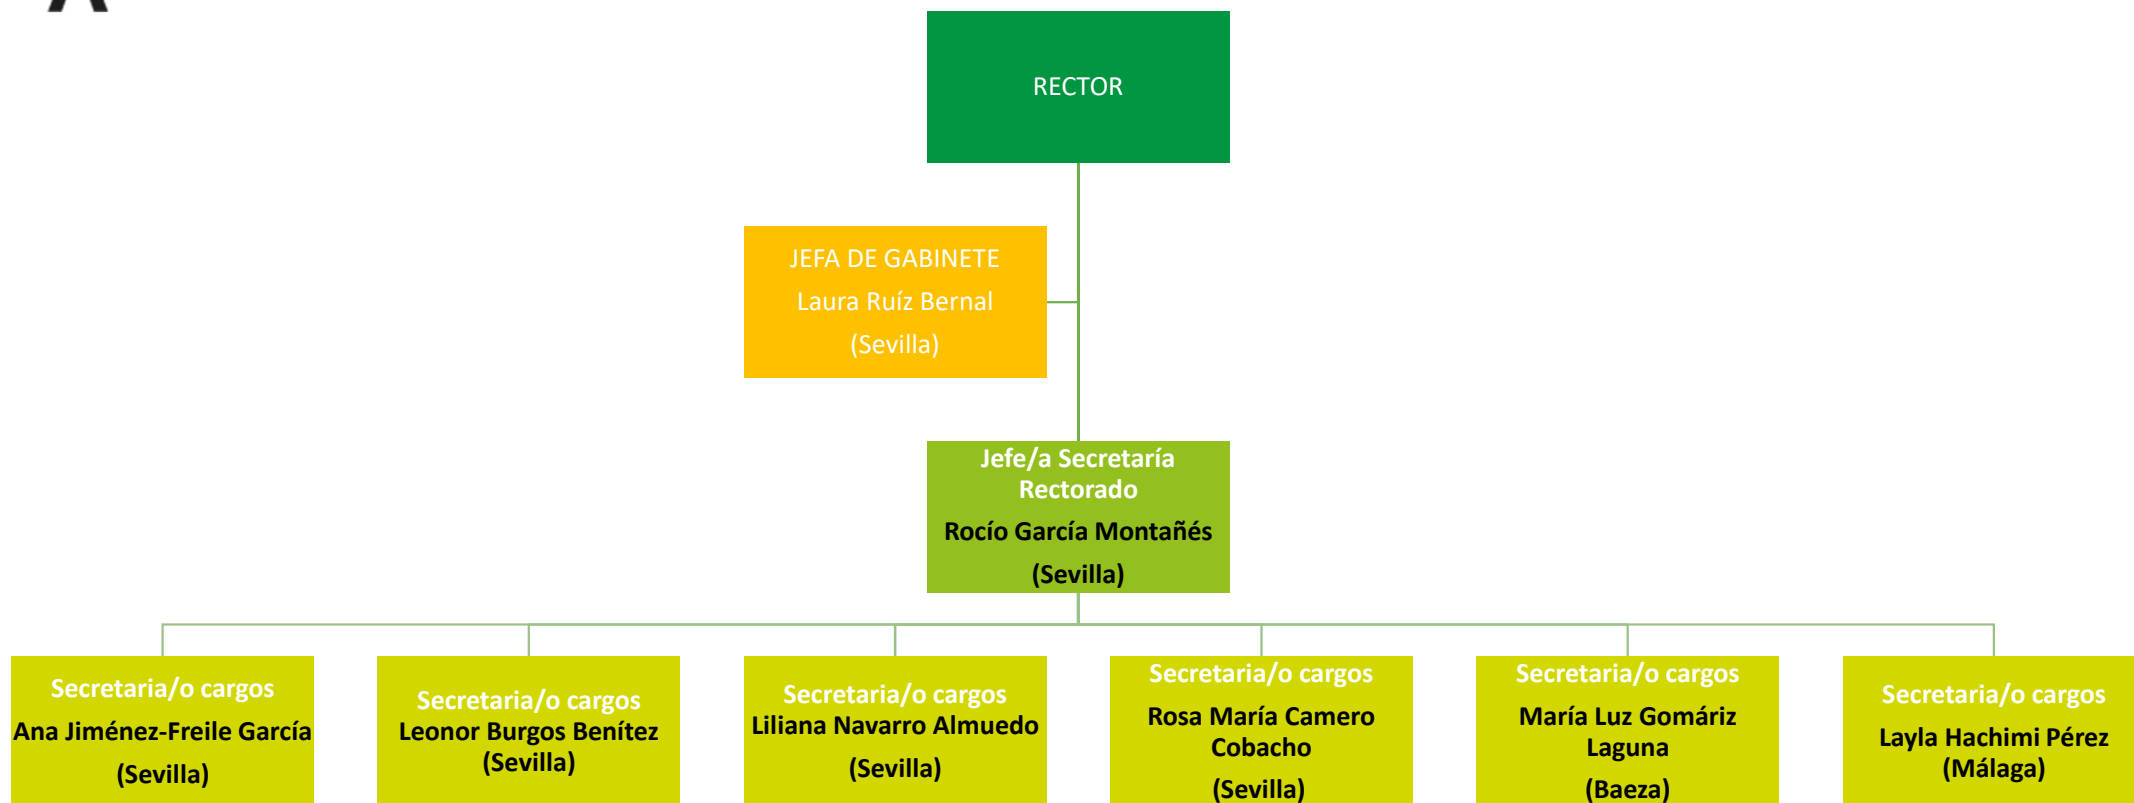 RECTOR
JEFA DE GABINETE
Laura Ruíz Bernal
(Sevilla)
Jefe/a Secretaría
Rectorado
Rocío García Montañés
(Sevilla)
Secretaria/o cargos
Ana Jiménez-Freile García
(Sevilla)
Secretaria/o cargos
Leonor Burgos Benítez
(Sevilla)
Secretaria/o cargos
Liliana Navarro Almuedo
(Sevilla)
Secretaria/o cargos
Rosa María Camero
Cobacho
(Sevilla)
Secretaria/o cargos
María Luz Gomáriz
Laguna
(Baeza)
Secretaria/o cargos
Layla Hachimi Pérez
(Málaga)